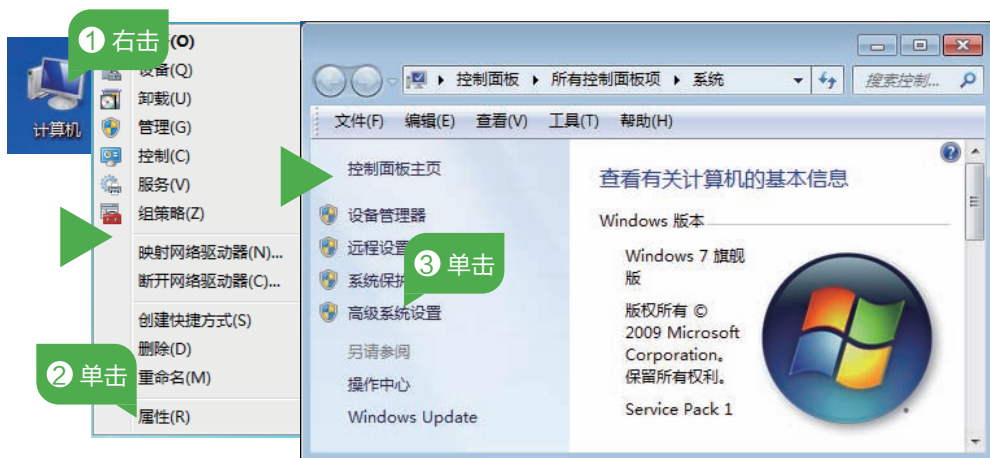 1 右击
计算机
(O)
设备(Q)
卸载(U)
管理(G)
控制(C)
服务(V)
组策略(Z)
映射网络驱动器(N)...
断开网络驱动器(C)...
创建快捷方式(S)
删除(D)
重命名(M)
2 单击
属性(R)
控制面板 所有控制面板项 系统
搜索控制...
文件(F) 编辑(E) 查看(V) 工具(T) 帮助(H)
控制面板主页
设备管理器
远程设置
系统保护
高级系统设置
3 单击
另请参阅
操作中心
Windows Update
查看有关计算机的基本信息
Windows 版本
Windows 7 旗舰
版
版权所有 ©
2009 Microsoft
Corporation。
保留所有权利。
Service Pack 1